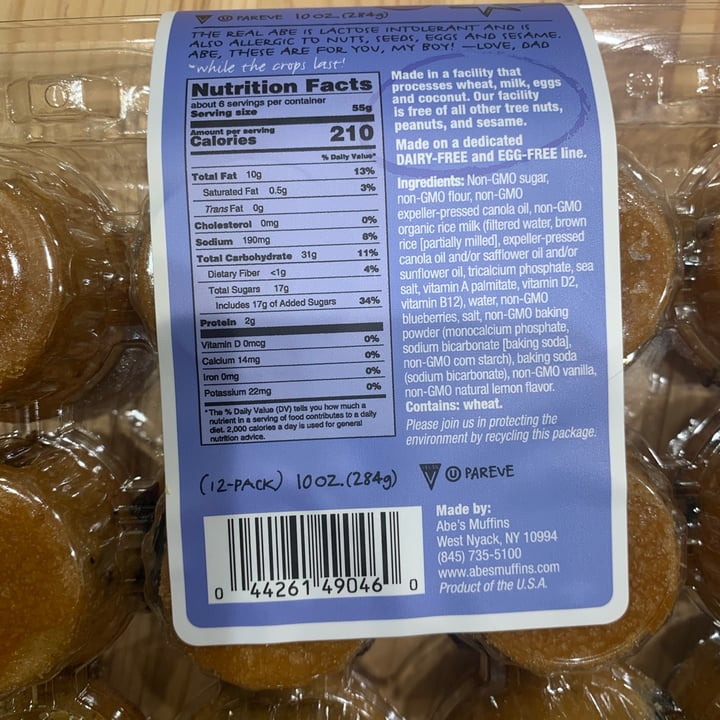 V U PAREVE 10 OZ. (284g)
THE REAL ABE IS LACTOSE INTOLERANT AND IS
ALSO ALLERGIC TO NUTS, SEEDS, EGGS AND SESAME.
ABE, THESE ARE FOR YOU, MY BOY! —LOVE, DAD
*while the crops last!
Nutrition Facts
about 6 servings per container
Serving size 55g
Amount per serving
Calories 210
% Daily Value*
Total Fat 10g 13%
Saturated Fat 0.5g 3%
Trans Fat 0g
Cholesterol 0mg 0%
Sodium 190mg 8%
Total Carbohydrate 31g 11%
Dietary Fiber <1g 4%
Total Sugars 17g
Includes 17g of Added Sugars 34%
Protein 2g
Vitamin D 0mcg 0%
Calcium 14mg 0%
Iron 0mg 0%
Potassium 22mg 0%
*The % Daily Value (DV) tells you how much a
nutrient in a serving of food contributes to a daily
diet. 2,000 calories a day is used for general
nutrition advice.
Made in a facility that
processes wheat, milk, eggs
and coconut. Our facility
is free of all other tree nuts,
peanuts, and sesame.
Made on a dedicated
DAIRY-FREE and EGG-FREE line.
Ingredients: Non-GMO sugar,
non-GMO flour, non-GMO
expeller-pressed canola oil, non-GMO
organic rice milk (filtered water, brown
rice [partially milled], expeller-pressed
canola oil and/or safflower oil and/or
sunflower oil, tricalcium phosphate, sea
salt, vitamin A palmitate, vitamin D2,
vitamin B12), water, non-GMO
blueberries, salt, non-GMO baking
powder (monocalcium phosphate,
sodium bicarbonate [baking soda],
non-GMO corn starch), baking soda
(sodium bicarbonate), non-GMO vanilla,
non-GMO natural lemon flavor.
Contains: wheat.
Please join us in protecting the
environment by recycling this package.
(12-PACK) 10 OZ. (284g) V U PAREVE
0 44261 49046 0
Made by:
Abe's Muffins
West Nyack, NY 10994
(845) 735-5100
www.abesmuffins.com
Product of the U.S.A.